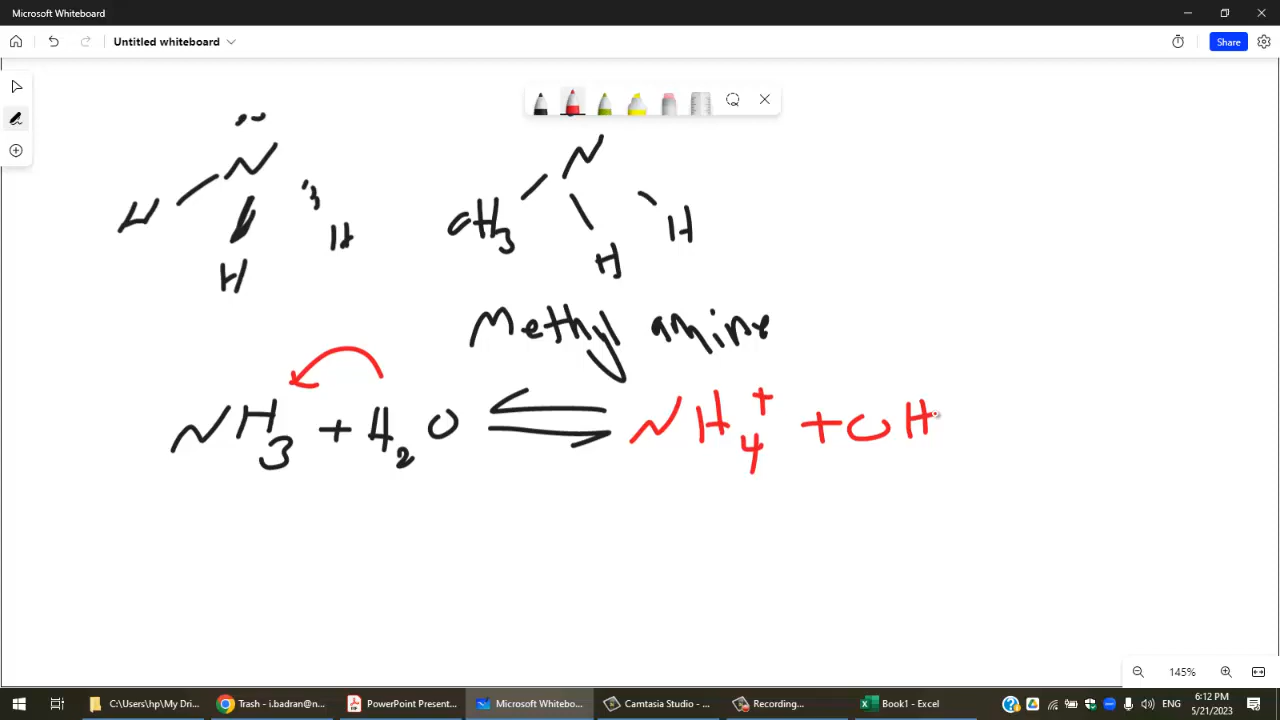 Microsoft Whiteboard
Untitled whiteboard
Share
N
H
H
H
N
CH3
H
H
Methyl amine
NH3 + H2O ⇌ NH4+ + OH
145%
C:\Users\hp\My Dri...
Trash - i.badran@n...
PowerPoint Present...
Microsoft Whiteboa...
Camtasia Studio - ...
Recording...
Book1 - Excel
ENG
6:12 PM
5/21/2023